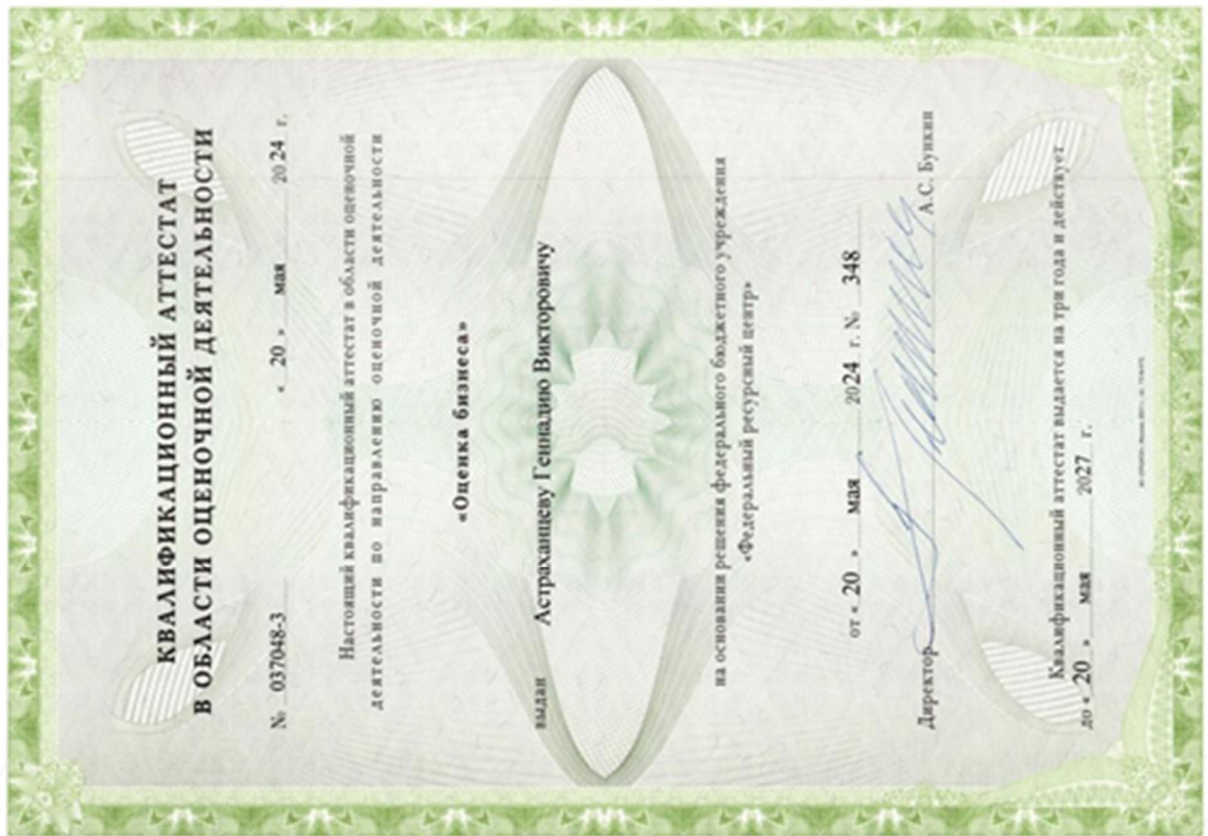 КВАЛИФИКАЦИОННЫЙ АТТЕСТАТ
В ОБЛАСТИ ОЦЕНОЧНОЙ ДЕЯТЕЛЬНОСТИ
№ 037048-3 « 20 » мая 2024 г.
Настоящий квалификационный аттестат в области оценочной
деятельности по направлению оценочной деятельности
«Оценка бизнеса»
выдан Астраханцеву Геннадию Викторовичу
на основании решения федерального бюджетного учреждения
«Федеральный ресурсный центр»
от « 20 » мая 2024 г. № 348
Директор А.С. Бункин
Квалификационный аттестат выдается на три года и действует
до « 20 » мая 2027 г.